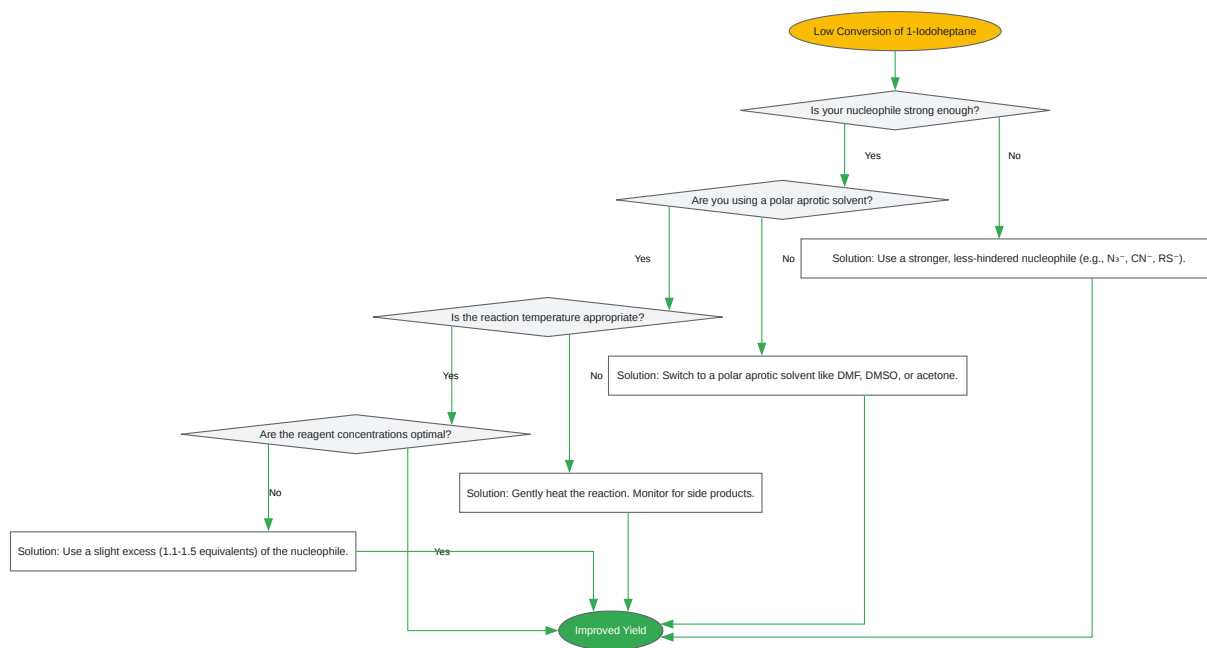 Low Conversion of 1-Iodoheptane
Is your nucleophile strong enough?
Yes
No
Are you using a polar aprotic solvent?
Yes
No
Solution: Use a stronger, less-hindered nucleophile (e.g., N₃⁻, CN⁻, RS⁻).
Is the reaction temperature appropriate?
Yes
No
Solution: Switch to a polar aprotic solvent like DMF, DMSO, or acetone.
Are the reagent concentrations optimal?
No
Solution: Gently heat the reaction. Monitor for side products.
Solution: Use a slight excess (1.1-1.5 equivalents) of the nucleophile.
Yes
Improved Yield